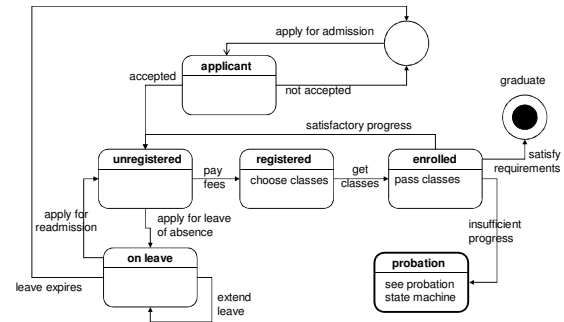 apply for admission
applicant
accepted
not accepted
graduate
satisfactory progress
unregistered
pay
fees
registered
choose classes
get
classes
enrolled
pass classes
satisfy
requirements
apply for
readmission
apply for leave
of absence
insufficient
progress
on leave
probation
see probation
state machine
leave expires
extend
leave